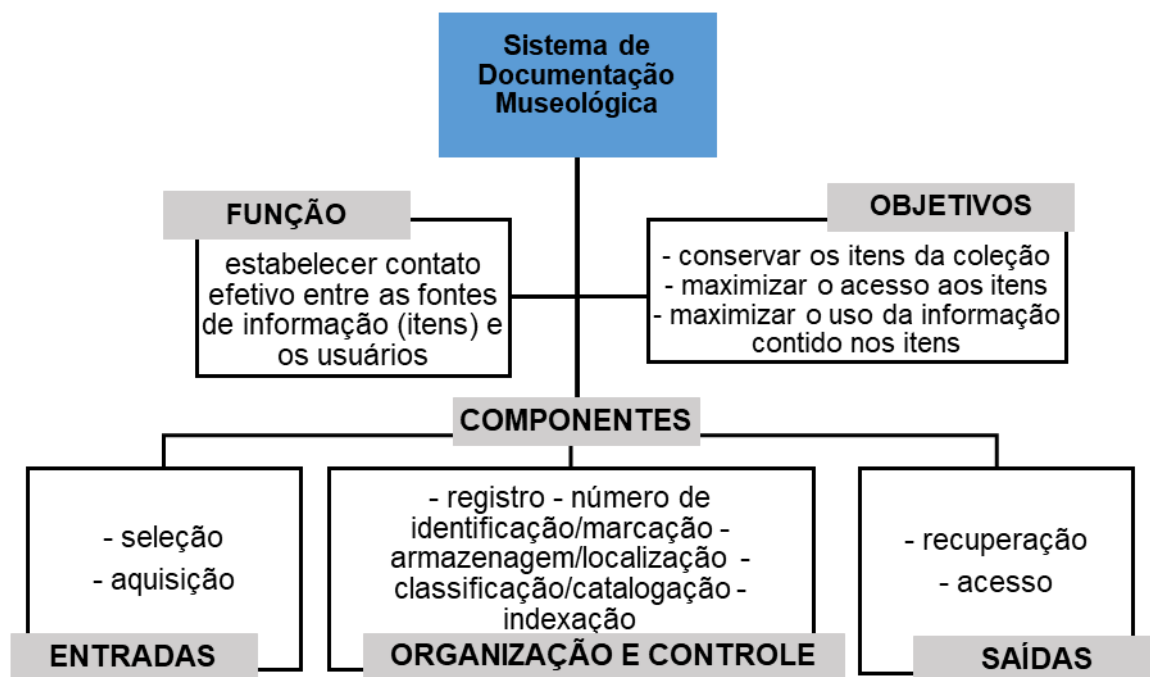 Sistema de
Documentação
Museológica
FUNÇÃO
estabelecer contato
efetivo entre as fontes
de informação (itens) e
os usuários
OBJETIVOS
- conservar os itens da coleção
- maximizar o acesso aos itens
- maximizar o uso da informação
contido nos itens
COMPONENTES
- seleção
- aquisição
ENTRADAS
- registro - número de
identificação/marcação -
armazenagem/localização -
classificação/catalogação -
indexação
ORGANIZAÇÃO E CONTROLE
- recuperação
- acesso
SAÍDAS